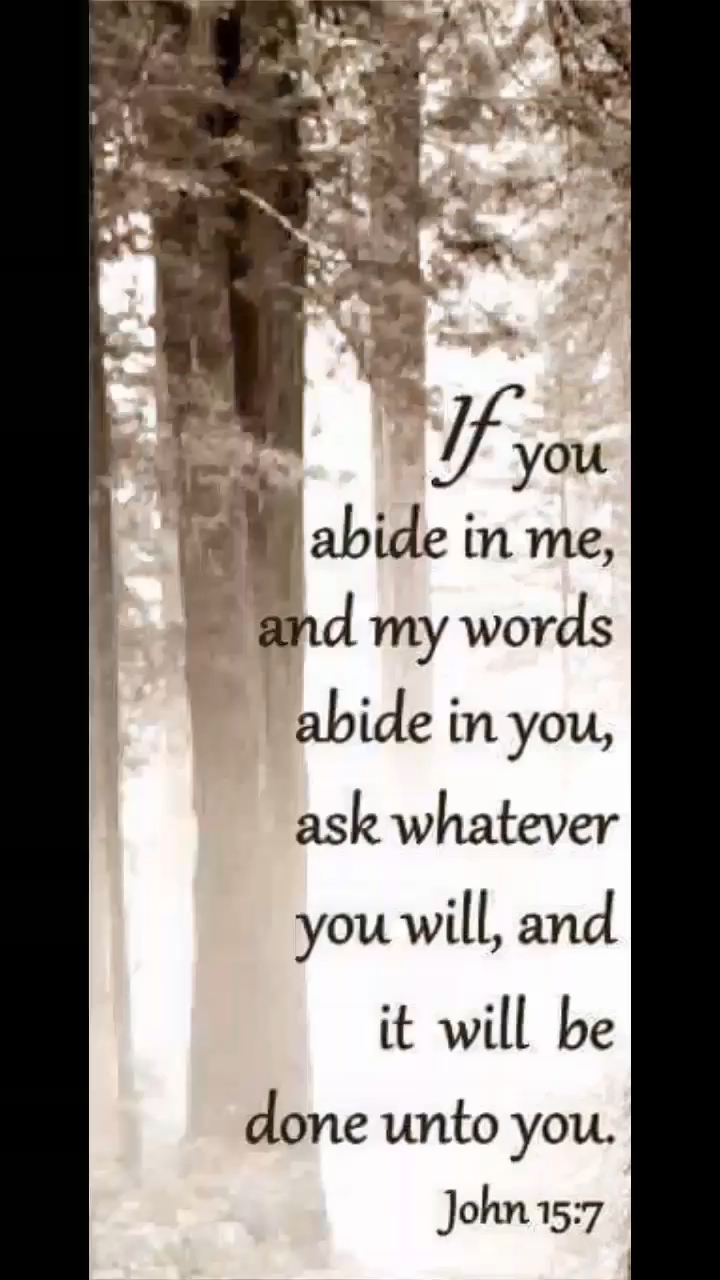 If you
abide in me,
and my words
abide in you,
ask whatever
you will, and
it will be
done unto you.
John 15:7